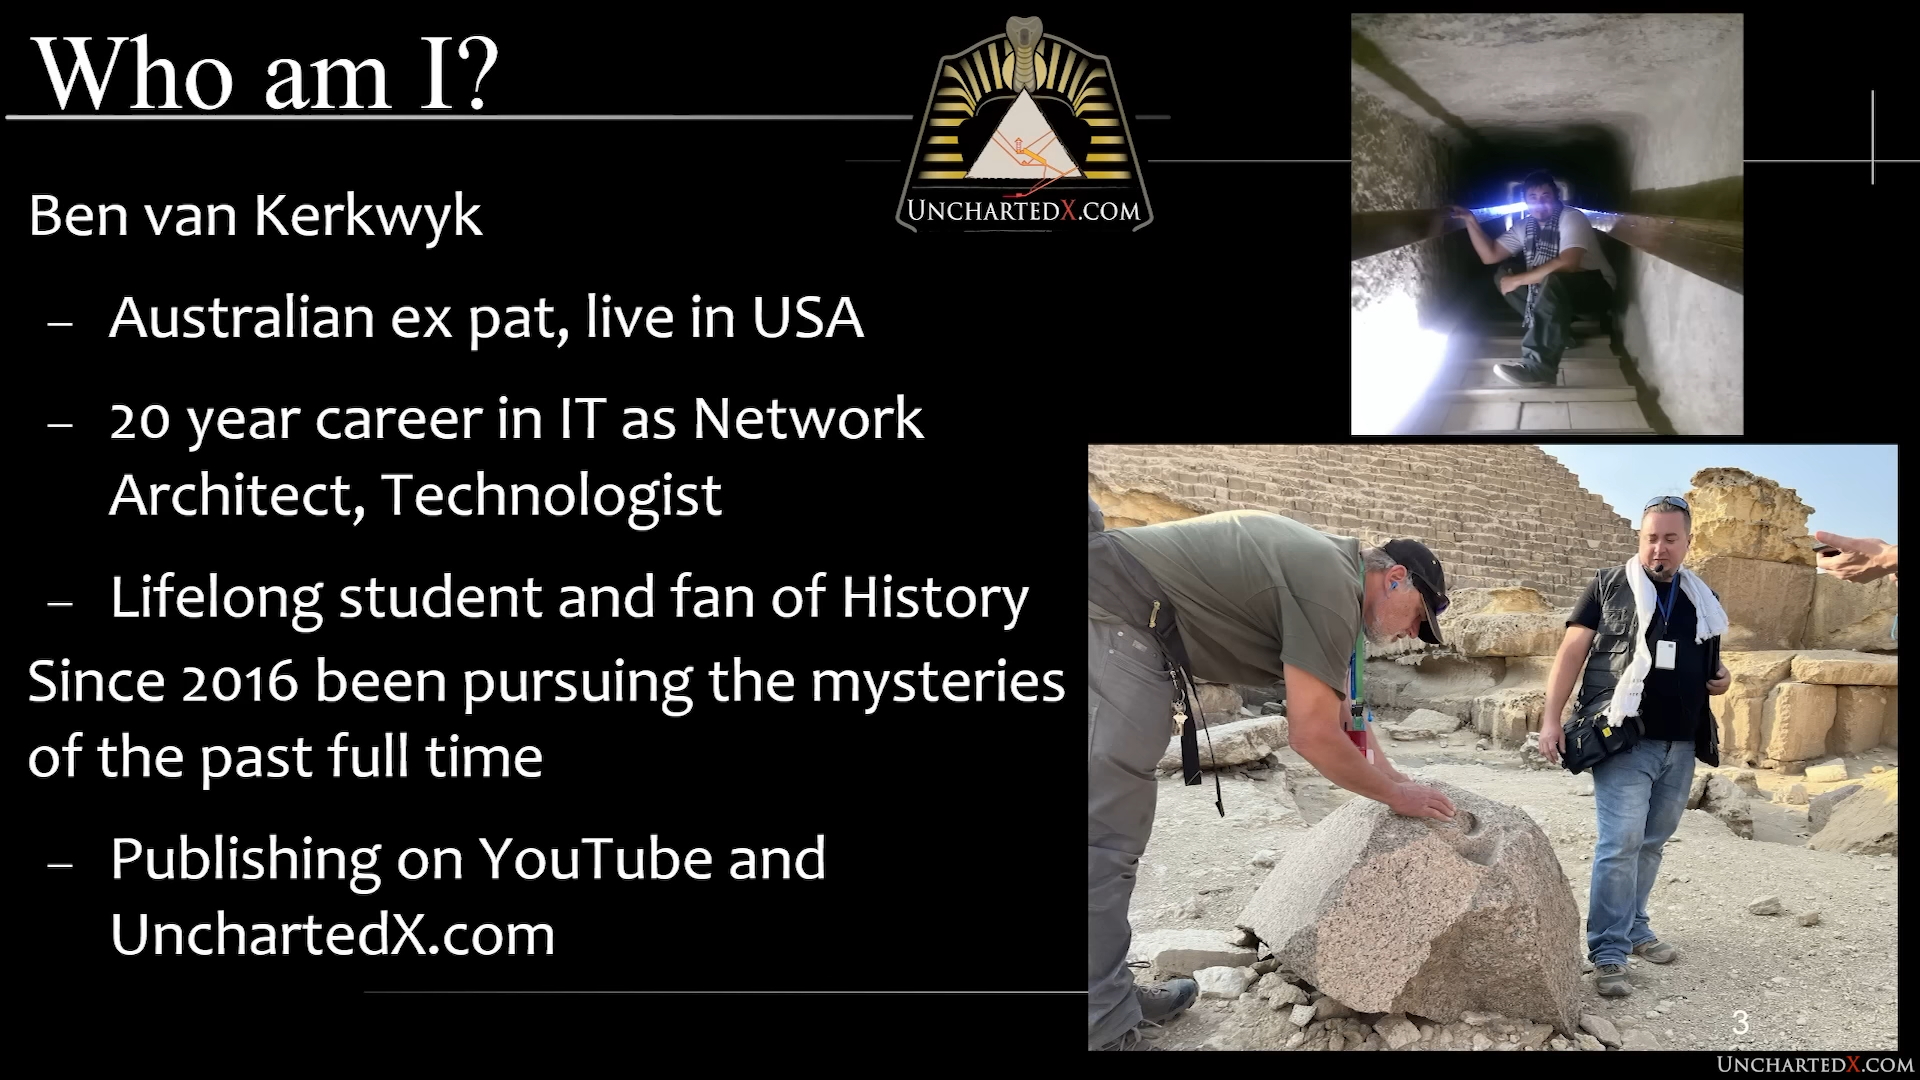 Who am I?
UNCHARTEDX.COM
Ben van Kerkwyk
– Australian ex pat, live in USA
– 20 year career in IT as Network
Architect, Technologist
– Lifelong student and fan of History
Since 2016 been pursuing the mysteries
of the past full time
– Publishing on YouTube and
UnchartedX.com
3
UNCHARTEDX.COM